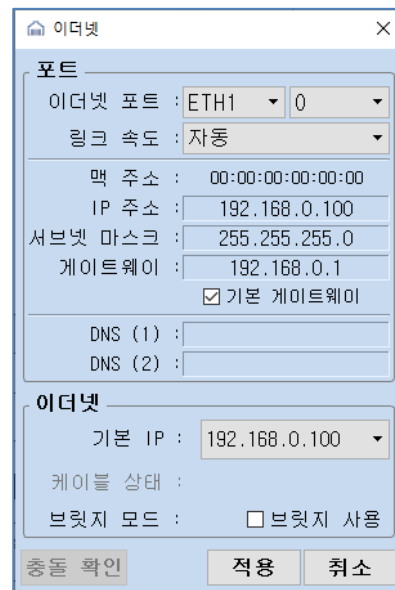 이더넷
포트
이더넷 포트 : ETH1 0
링크 속도 : 자동
맥 주소 : 00:00:00:00:00:00
IP 주소 : 192.168.0.100
서브넷 마스크 : 255.255.255.0
게이트웨이 : 192.168.0.1
기본 게이트웨이
DNS (1) :
DNS (2) :
이더넷
기본 IP : 192.168.0.100
케이블 상태 :
브릿지 모드 : 브릿지 사용
충돌 확인 적용 취소